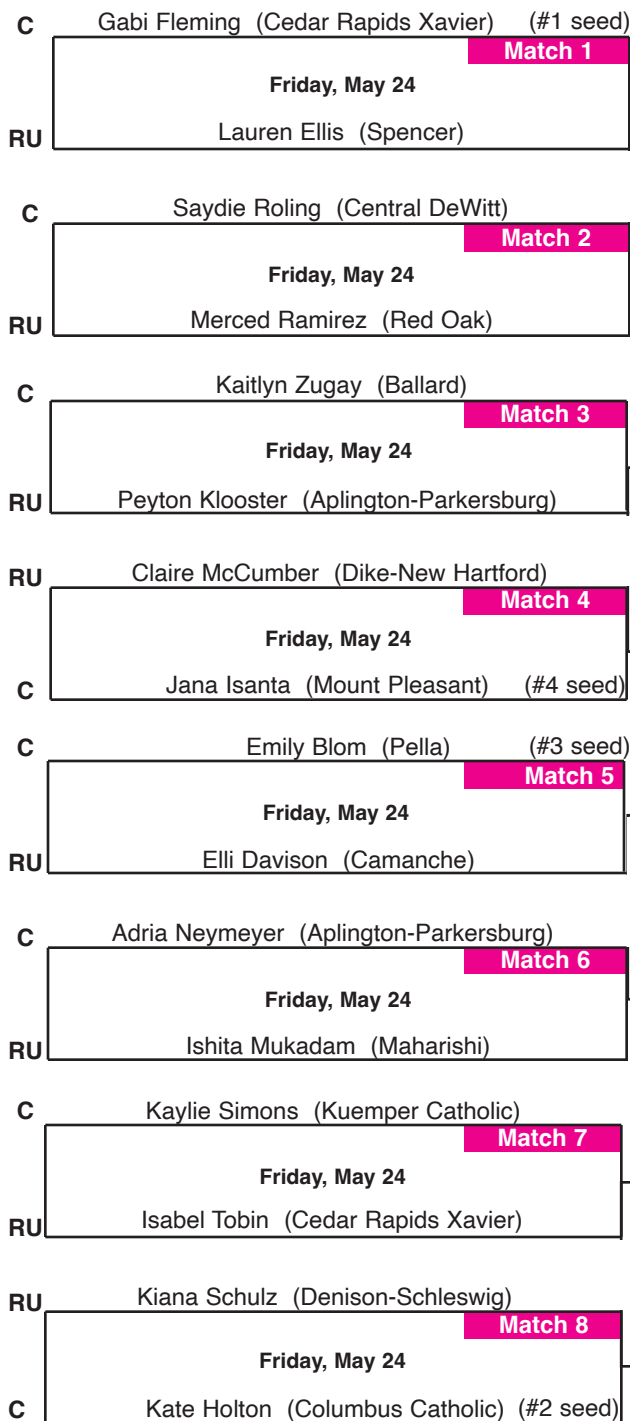 C Gabi Fleming (Cedar Rapids Xavier) (#1 seed)
Match 1
Friday, May 24
RU Lauren Ellis (Spencer)
C Saydie Roling (Central DeWitt)
Match 2
Friday, May 24
RU Merced Ramirez (Red Oak)
C Kaitlyn Zugay (Ballard)
Match 3
Friday, May 24
RU Peyton Klooster (Aplington-Parkersburg)
RU Claire McCumber (Dike-New Hartford)
Match 4
Friday, May 24
C Jana Isanta (Mount Pleasant) (#4 seed)
C Emily Blom (Pella) (#3 seed)
Match 5
Friday, May 24
RU Elli Davison (Camanche)
C Adria Neymeyer (Aplington-Parkersburg)
Match 6
Friday, May 24
RU Ishita Mukadam (Maharishi)
C Kaylie Simons (Kuemper Catholic)
Match 7
Friday, May 24
RU Isabel Tobin (Cedar Rapids Xavier)
RU Kiana Schulz (Denison-Schleswig)
Match 8
Friday, May 24
C Kate Holton (Columbus Catholic) (#2 seed)